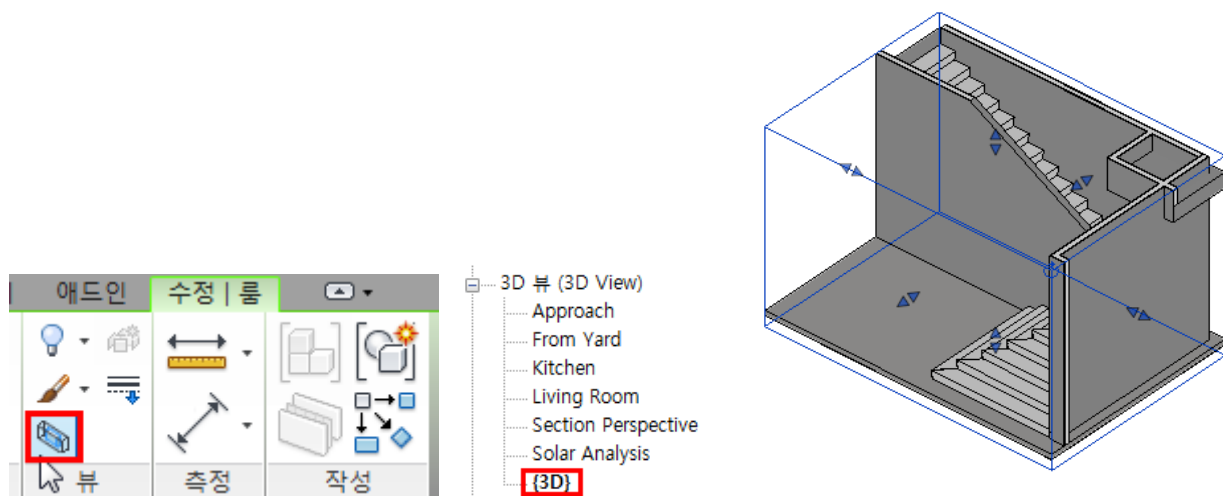 애드인 수정 | 룸
뷰 측정 작성
3D 뷰 (3D View)
Approach
From Yard
Kitchen
Living Room
Section Perspective
Solar Analysis
{3D}